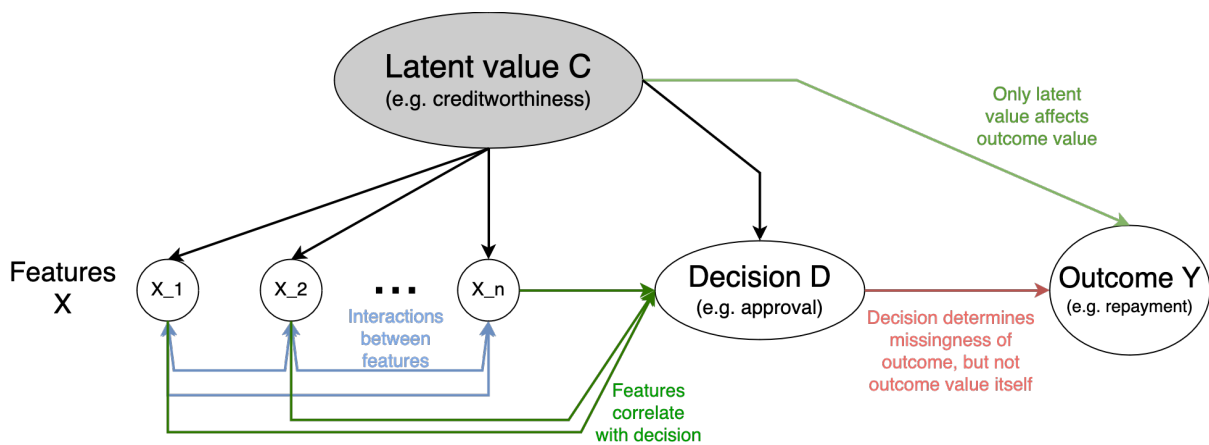 Latent value C
(e.g. creditworthiness)
Only latent
value affects
outcome value
Features
X
X_1
X_2
...
X_n
Decision D
(e.g. approval)
Outcome Y
(e.g. repayment)
Interactions
between
features
Decision determines
missingness of
outcome, but not
outcome value itself
Features
correlate
with decision